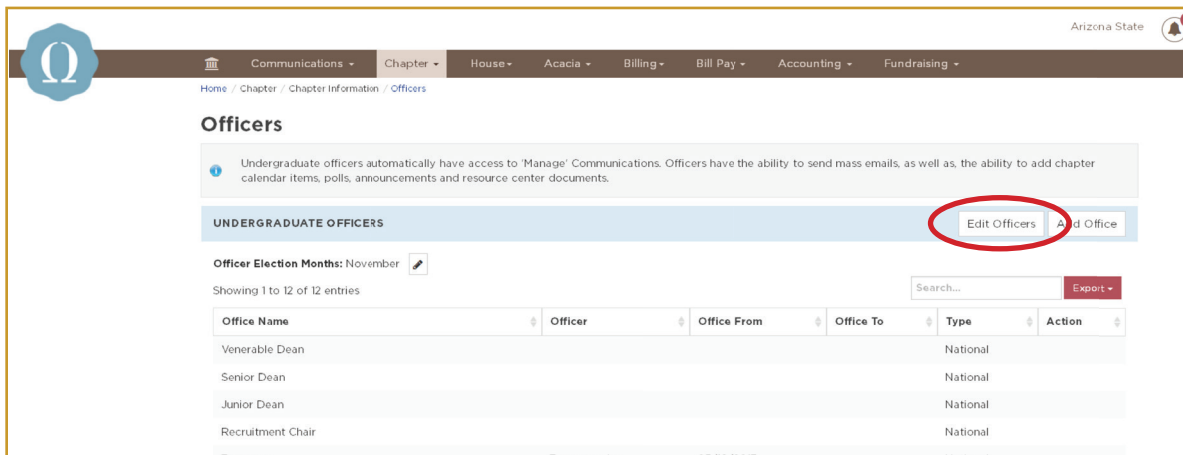 Arizona State
Ω
Communications Chapter House Acacia Billing Bill Pay Accounting Fundraising
Home / Chapter / Chapter Information / Officers
Officers
Undergraduate officers automatically have access to 'Manage' Communications. Officers have the ability to send mass emails, as well as, the ability to add chapter
calendar items, polls, announcements and resource center documents.
UNDERGRADUATE OFFICERS Edit Officers Add Office
Officer Election Months: November
Showing 1 to 12 of 12 entries Search... Export
Office Name Officer Office From Office To Type Action
Venerable Dean National
Senior Dean National
Junior Dean National
Recruitment Chair National